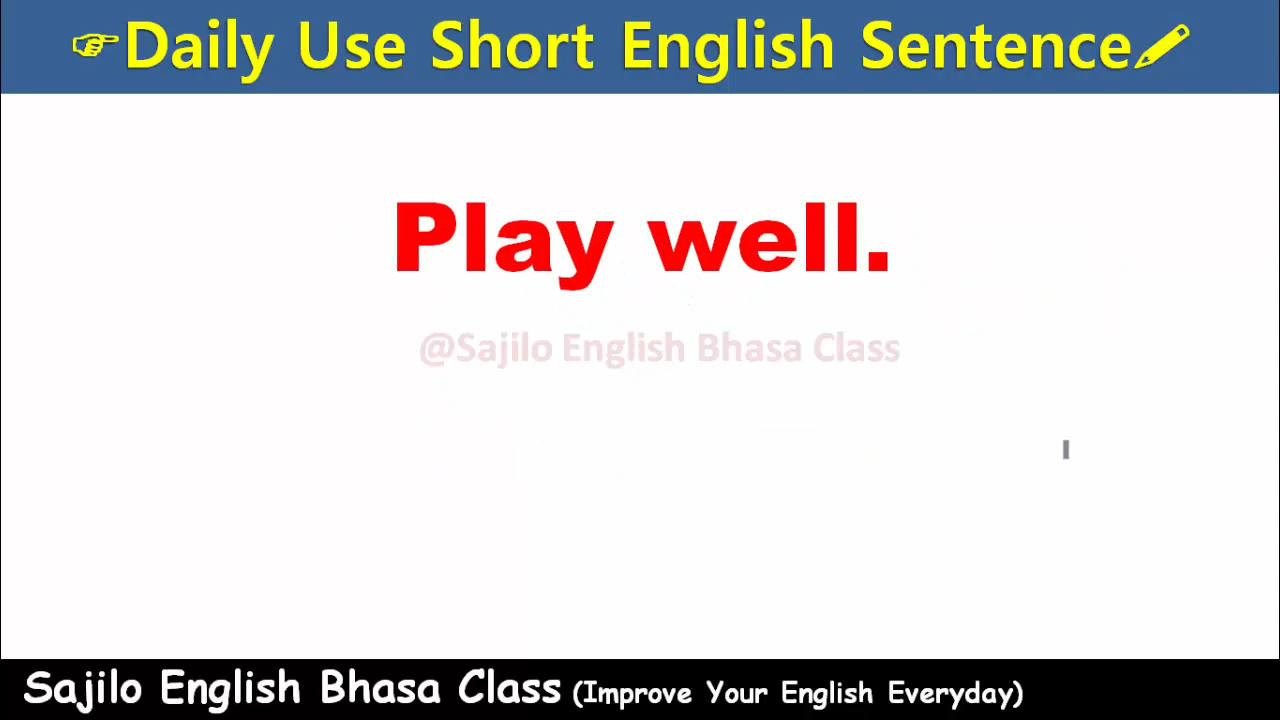 ☞Daily Use Short English Sentence✎
Play well.
@Sajilo English Bhasa Class
Sajilo English Bhasa Class (Improve Your English Everyday)